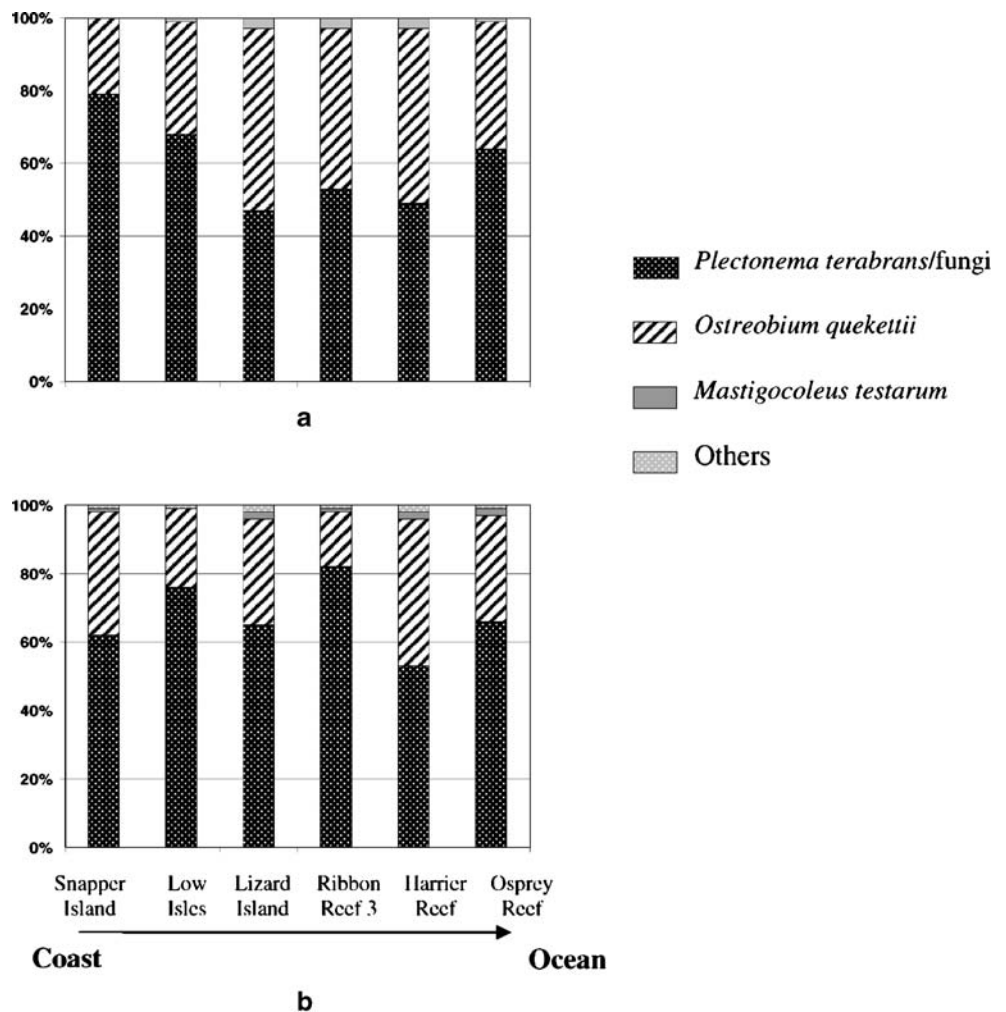 100%
80%
60%
40%
20%
0%
a
Plectonema terabrans/fungi
Ostreobium quekettii
Mastigocoleus testarum
Others
100%
80%
60%
40%
20%
0%
Snapper Island
Low Isles
Lizard Island
Ribbon Reef 3
Harrier Reef
Osprey Reef
Coast
Ocean
b